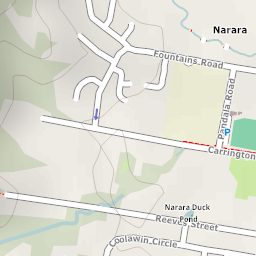 Narara
Fountains Road
Pandala Road
P
Carrington
Narara Duck
Pond
Reeves Street
Coolawin Circle